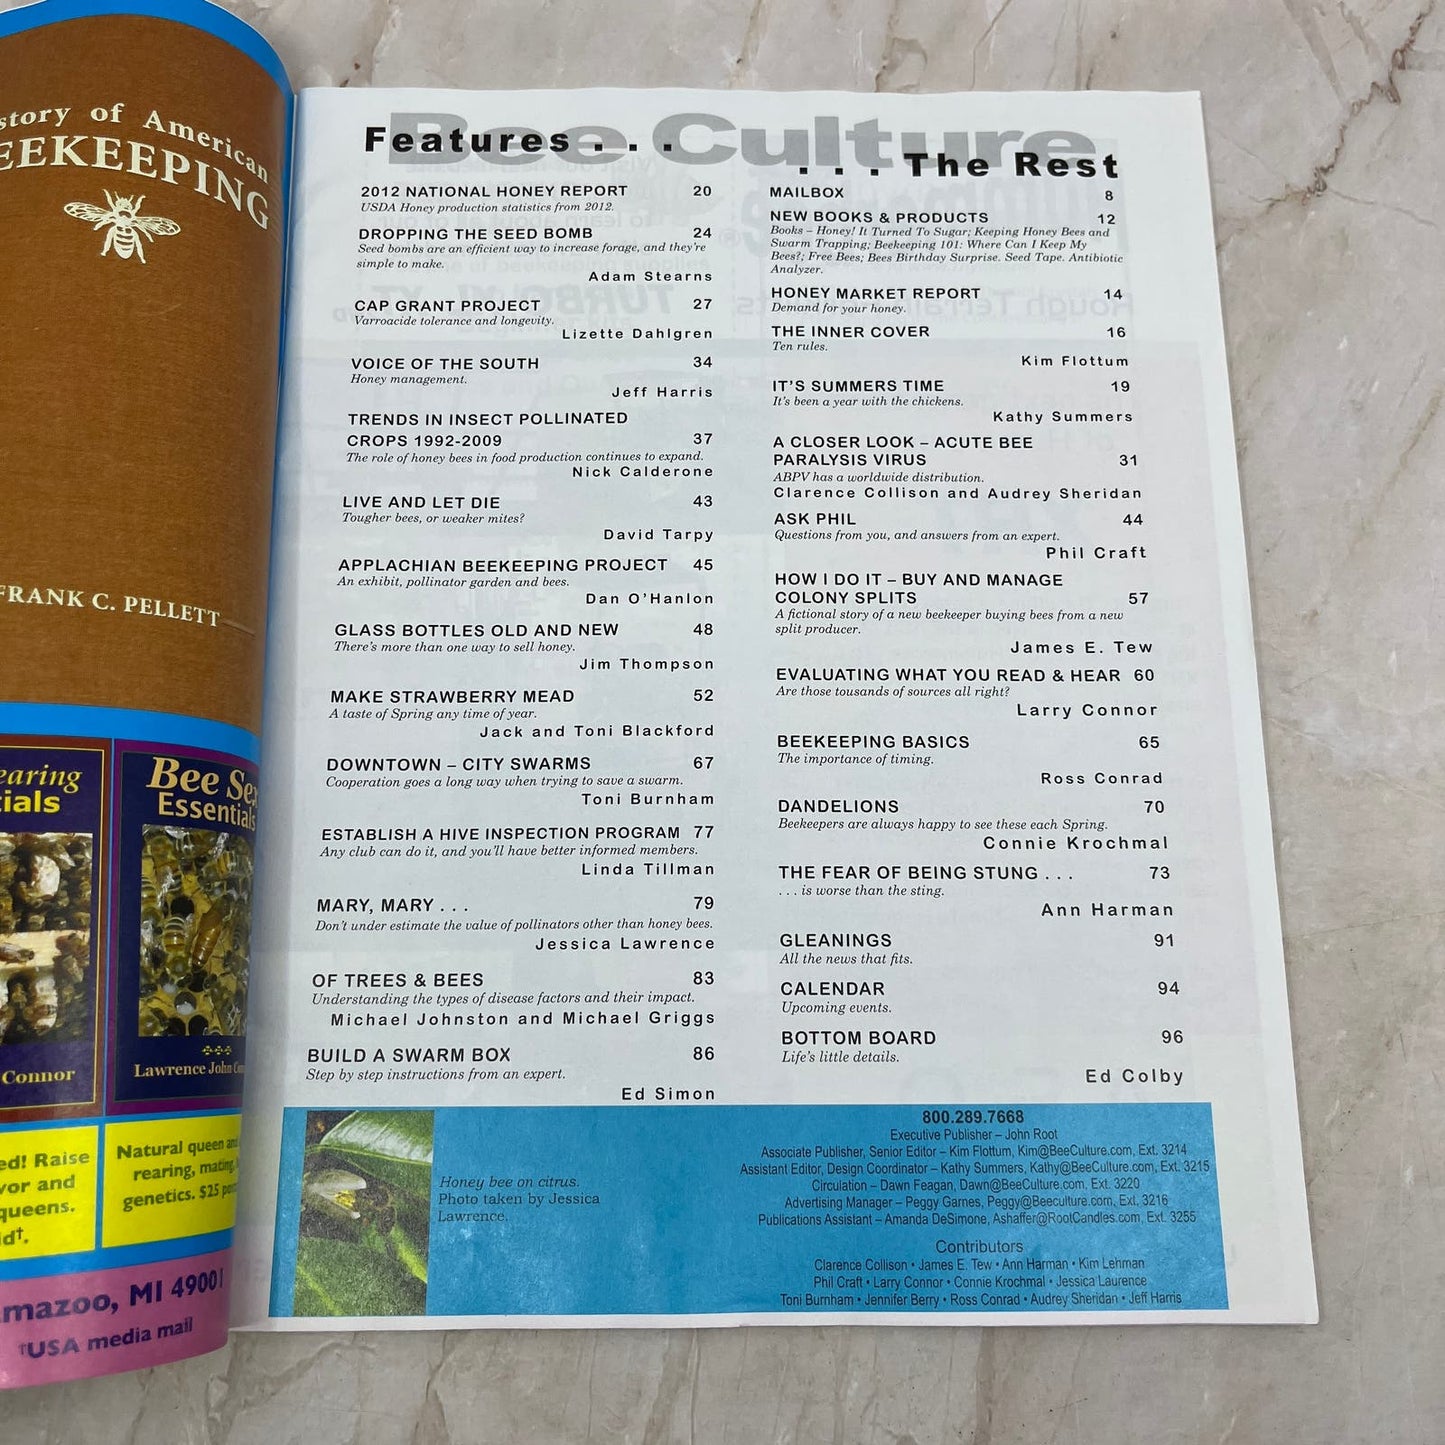 story of American
EEKEEPING
FRANK C. PELLETT
earing
ials
Connor
Bee Sex
Essentials
Lawrence John Con
ed! Raise
vor and
queens.
id†.
Natural queen and
rearing, mating,
genetics. $25 post
mazoo, MI 49001
†USA media mail
Bee Culture
Features . . .
2012 NATIONAL HONEY REPORT 20
USDA Honey production statistics from 2012.
DROPPING THE SEED BOMB 24
Seed bombs are an efficient way to increase forage, and they're
simple to make.
Adam Stearns
CAP GRANT PROJECT 27
Varroacide tolerance and longevity.
Lizette Dahlgren
VOICE OF THE SOUTH 34
Honey management.
Jeff Harris
TRENDS IN INSECT POLLINATED
CROPS 1992-2009 37
The role of honey bees in food production continues to expand.
Nick Calderone
LIVE AND LET DIE 43
Tougher bees, or weaker mites?
David Tarpy
APPLACHIAN BEEKEEPING PROJECT 45
An exhibit, pollinator garden and bees.
Dan O'Hanlon
GLASS BOTTLES OLD AND NEW 48
There's more than one way to sell honey.
Jim Thompson
MAKE STRAWBERRY MEAD 52
A taste of Spring any time of year.
Jack and Toni Blackford
DOWNTOWN – CITY SWARMS 67
Cooperation goes a long way when trying to save a swarm.
Toni Burnham
ESTABLISH A HIVE INSPECTION PROGRAM 77
Any club can do it, and you'll have better informed members.
Linda Tillman
MARY, MARY . . . 79
Don't under estimate the value of pollinators other than honey bees.
Jessica Lawrence
OF TREES & BEES 83
Understanding the types of disease factors and their impact.
Michael Johnston and Michael Griggs
BUILD A SWARM BOX 86
Step by step instructions from an expert.
Ed Simon
. . . The Rest
MAILBOX 8
NEW BOOKS & PRODUCTS 12
Books – Honey! It Turned To Sugar; Keeping Honey Bees and
Swarm Trapping; Beekeeping 101: Where Can I Keep My
Bees?; Free Bees; Bees Birthday Surprise. Seed Tape. Antibiotic
Analyzer.
HONEY MARKET REPORT 14
Demand for your honey.
THE INNER COVER 16
Ten rules.
Kim Flottum
IT'S SUMMERS TIME 19
It's been a year with the chickens.
Kathy Summers
A CLOSER LOOK – ACUTE BEE
PARALYSIS VIRUS 31
ABPV has a worldwide distribution.
Clarence Collison and Audrey Sheridan
ASK PHIL 44
Questions from you, and answers from an expert.
Phil Craft
HOW I DO IT – BUY AND MANAGE
COLONY SPLITS 57
A fictional story of a new beekeeper buying bees from a new
split producer.
James E. Tew
EVALUATING WHAT YOU READ & HEAR 60
Are those tousands of sources all right?
Larry Connor
BEEKEEPING BASICS 65
The importance of timing.
Ross Conrad
DANDELIONS 70
Beekeepers are always happy to see these each Spring.
Connie Krochmal
THE FEAR OF BEING STUNG . . . 73
. . . is worse than the sting.
Ann Harman
GLEANINGS 91
All the news that fits.
CALENDAR 94
Upcoming events.
BOTTOM BOARD 96
Life's little details.
Ed Colby
Honey bee on citrus.
Photo taken by Jessica
Lawrence.
800.289.7668
Executive Publisher – John Root
Associate Publisher, Senior Editor – Kim Flottum, Kim@BeeCulture.com, Ext. 3214
Assistant Editor, Design Coordinator – Kathy Summers, Kathy@BeeCulture.com, Ext. 3215
Circulation – Dawn Feagan, Dawn@BeeCulture.com, Ext. 3220
Advertising Manager – Peggy Garnes, Peggy@Beeculture.com, Ext. 3216
Publications Assistant – Amanda DeSimone, Ashaffer@RootCandles.com, Ext. 3255
Contributors
Clarence Collison • James E. Tew • Ann Harman • Kim Lehman
Phil Craft • Larry Connor • Connie Krochmal • Jessica Laurence
Toni Burnham • Jennifer Berry • Ross Conrad • Audrey Sheridan • Jeff Harris